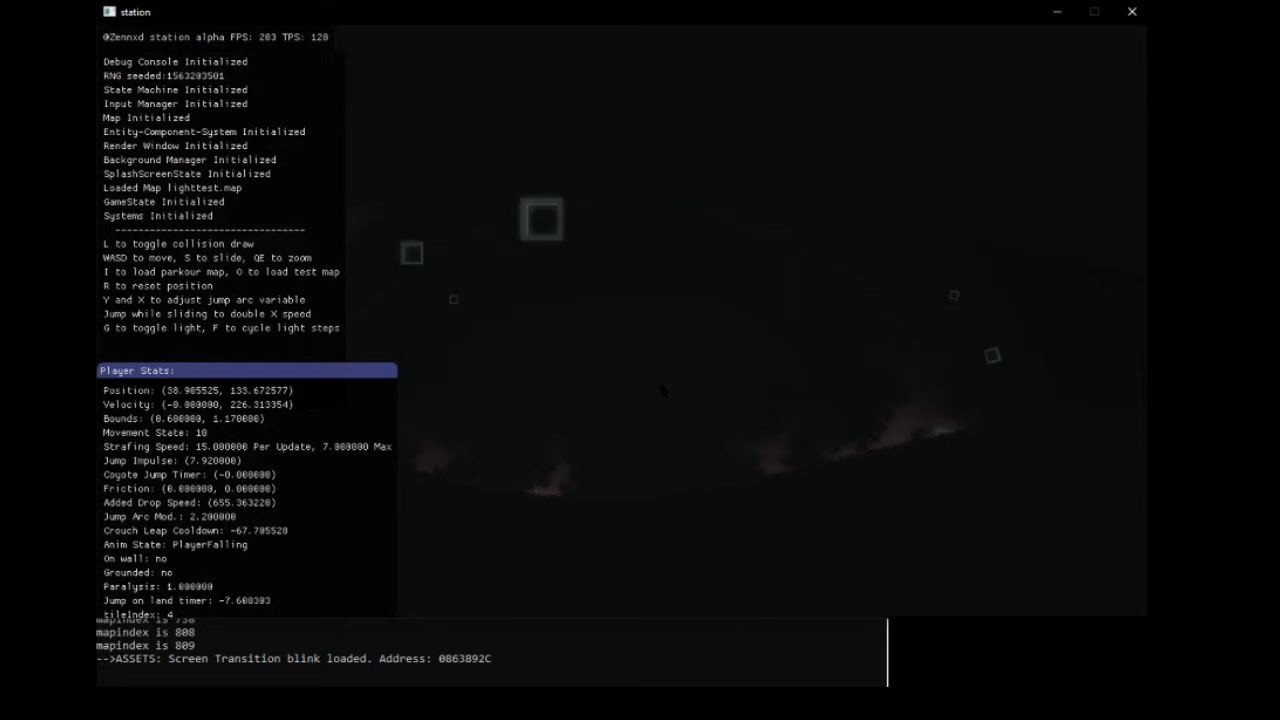 station
@Zennxd station alpha FPS: 203 TPS: 120
Debug Console Initialized
RNG seeded:1563203501
State Machine Initialized
Input Manager Initialized
Map Initialized
Entity-Component-System Initialized
Render Window Initialized
Background Manager Initialized
SplashScreenState Initialized
Loaded Map lighttest.map
GameState Initialized
Systems Initialized
--------------------------------
L to toggle collision draw
WASD to move, S to slide, QE to zoom
I to load parkour map, O to load test map
R to reset position
Y and X to adjust jump arc variable
Jump while sliding to double X speed
G to toggle light, F to cycle light steps
Player Stats:
Position: (38.905525, 133.672577)
Velocity: (-0.000000, 226.313354)
Bounds: (0.600000, 1.170000)
Movement State: 10
Strafing Speed: 15.000000 Per Update, 7.000000 Max
Jump Impulse: (7.920000)
Coyote Jump Timer: (-0.000000)
Friction: (0.000000, 0.000000)
Added Drop Speed: (655.363220)
Jump Arc Mod.: 2.200000
Crouch Leap Cooldown: -67.705520
Anim State: PlayerFalling
On wall: no
Grounded: no
Paralysis: 1.000000
Jump on land timer: -7.600303
tileIndex: 4
mapindex is 758
mapindex is 808
mapindex is 809
-->ASSETS: Screen Transition blink loaded. Address: 0863892C